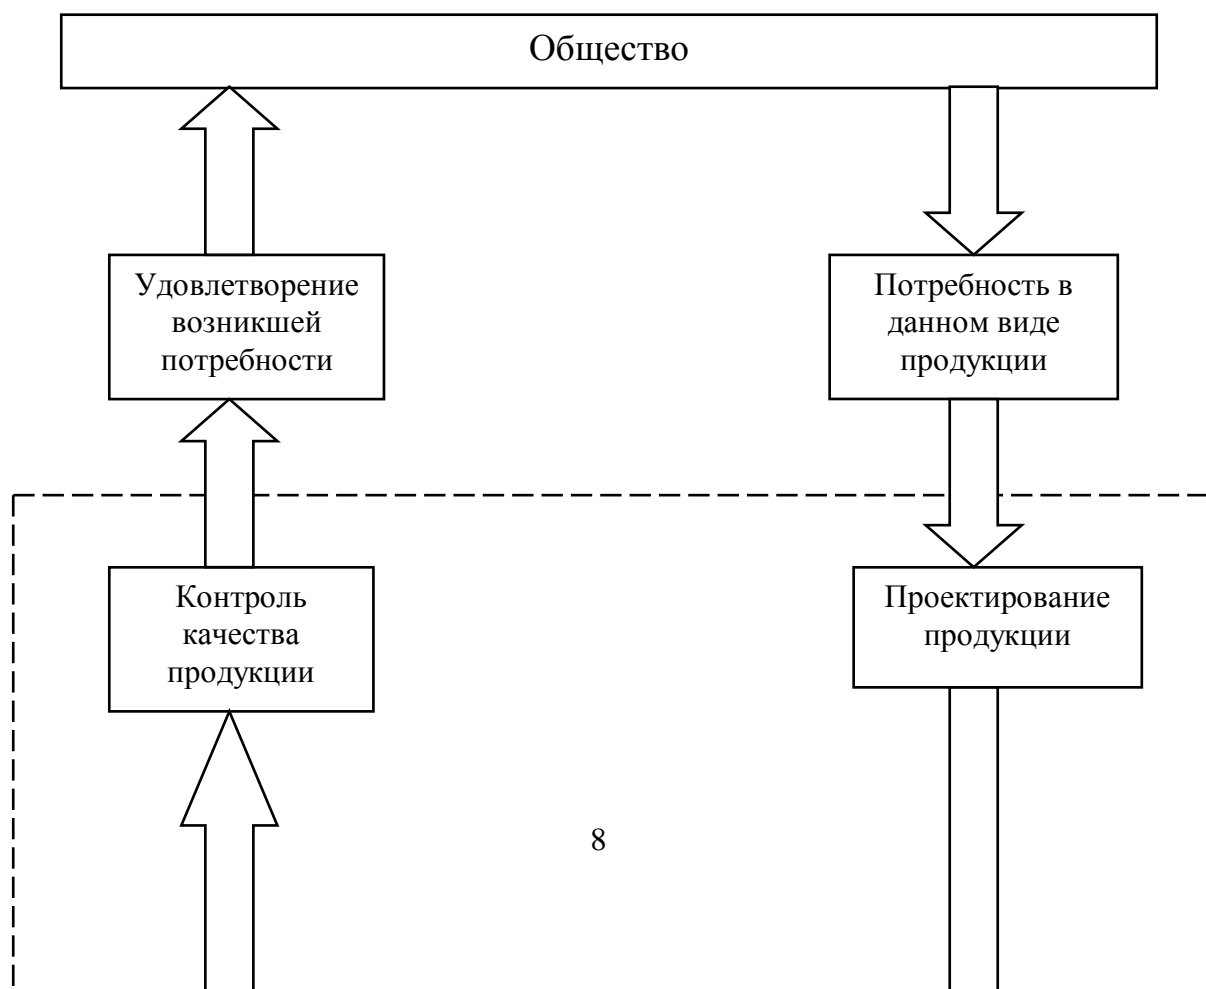 Общество
Удовлетворение
возникшей
потребности
Потребность в
данном виде
продукции
Контроль
качества
продукции
Проектирование
продукции
8